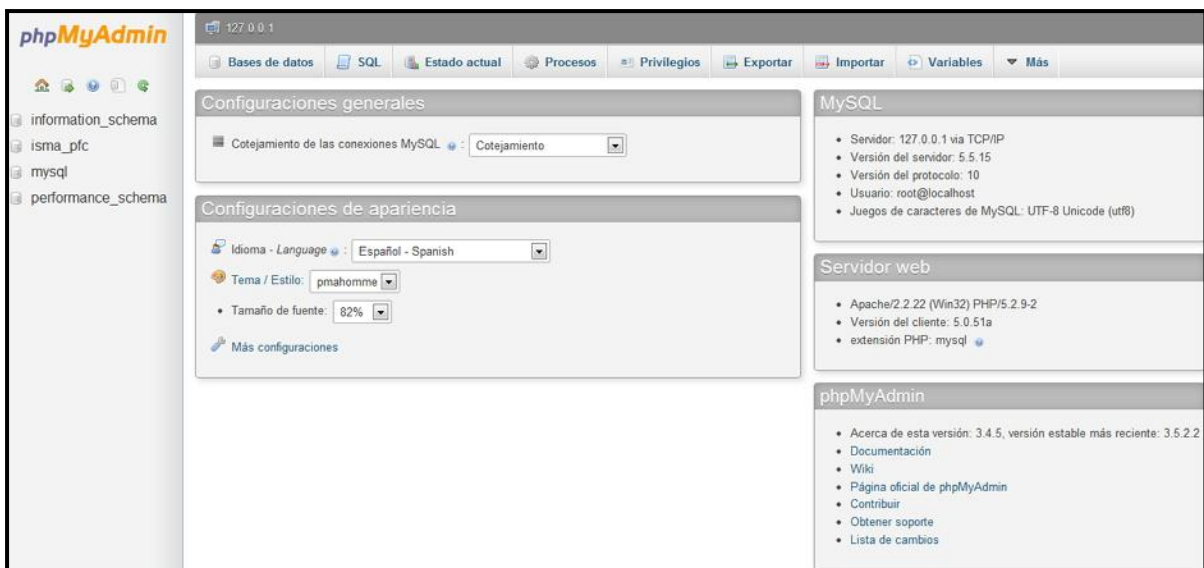 phpMyAdmin
information_schema
isma_pfc
mysql
performance_schema
127.0.0.1
Bases de datos SQL Estado actual Procesos Privilegios Exportar Importar Variables Más
Configuraciones generales
Cotejamiento de las conexiones MySQL : Cotejamiento
Configuraciones de apariencia
Idioma - Language : Español - Spanish
Tema / Estilo: pmahomme
• Tamaño de fuente: 82%
Más configuraciones
MySQL
• Servidor: 127.0.0.1 via TCP/IP
• Versión del servidor: 5.5.15
• Versión del protocolo: 10
• Usuario: root@localhost
• Juegos de caracteres de MySQL: UTF-8 Unicode (utf8)
Servidor web
• Apache/2.2.22 (Win32) PHP/5.2.9-2
• Versión del cliente: 5.0.51a
• extensión PHP: mysql
phpMyAdmin
• Acerca de esta versión: 3.4.5, versión estable más reciente: 3.5.2.2
• Documentación
• Wiki
• Página oficial de phpMyAdmin
• Contribuir
• Obtener soporte
• Lista de cambios